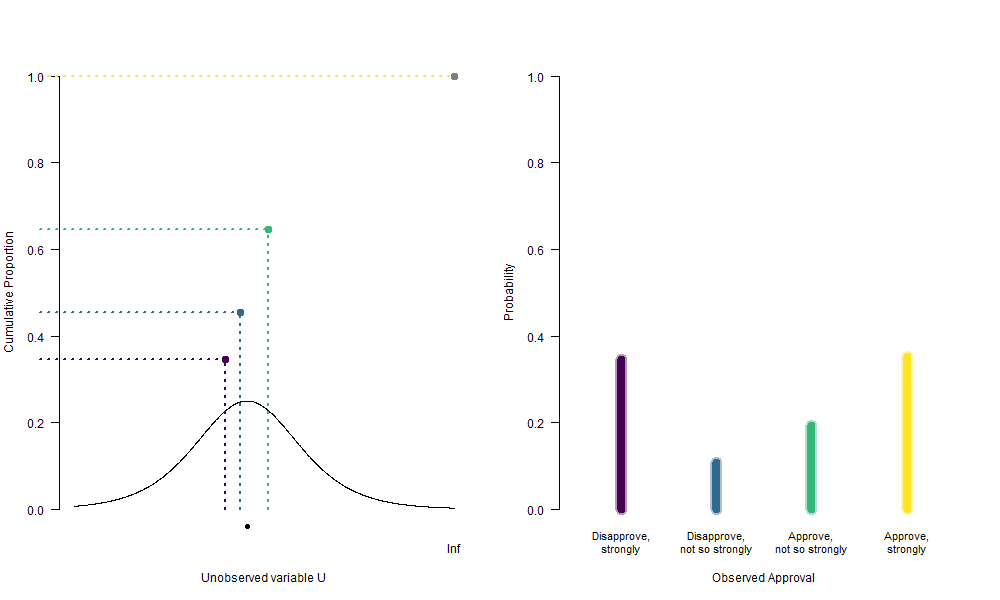 Cumulative Proportion
1.0
0.8
0.6
0.4
0.2
0.0
Inf
Unobserved variable U
Probability
1.0
0.8
0.6
0.4
0.2
0.0
Disapprove,
strongly
Disapprove,
not so strongly
Approve,
not so strongly
Approve,
strongly
Observed Approval